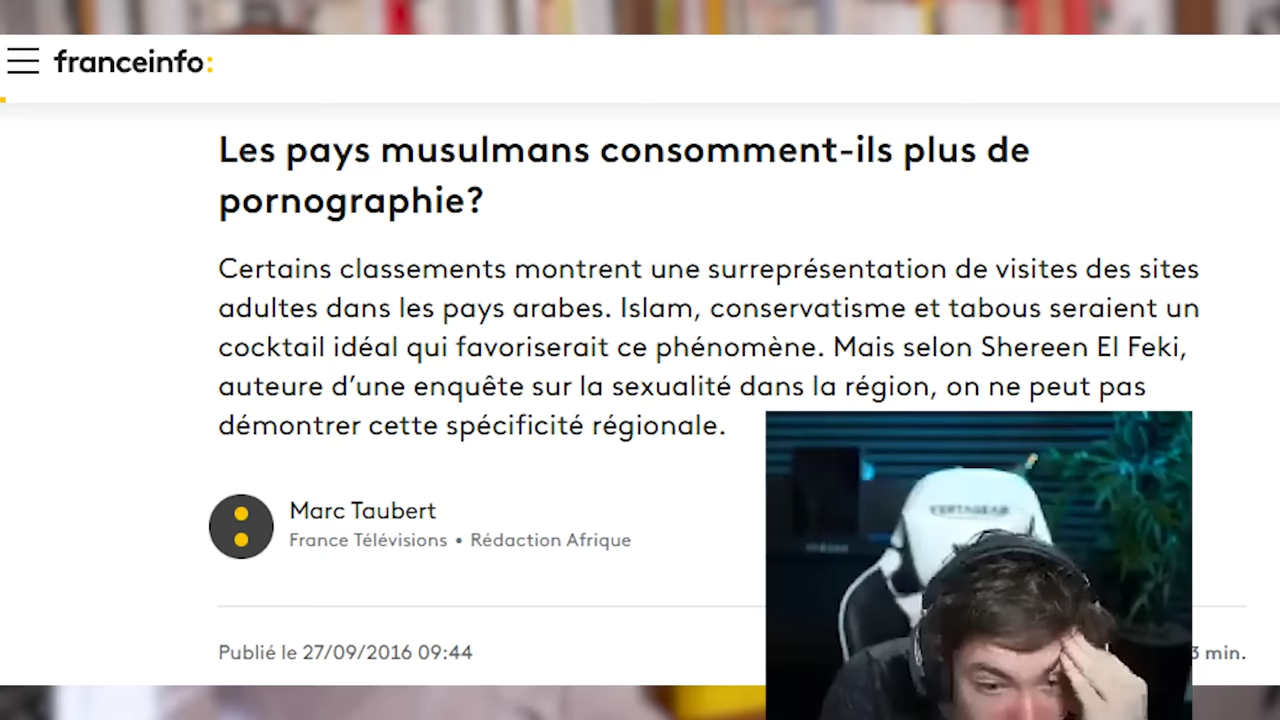 franceinfo:
Les pays musulmans consomment-ils plus de
pornographie?
Certains classements montrent une surreprésentation de visites des sites
adultes dans les pays arabes. Islam, conservatisme et tabous seraient un
cocktail idéal qui favoriserait ce phénomène. Mais selon Shereen El Feki,
auteure d’une enquête sur la sexualité dans la région, on ne peut pas
démontrer cette spécificité régionale.
Marc Taubert
France Télévisions • Rédaction Afrique
Publié le 27/09/2016 09:44
3 min.